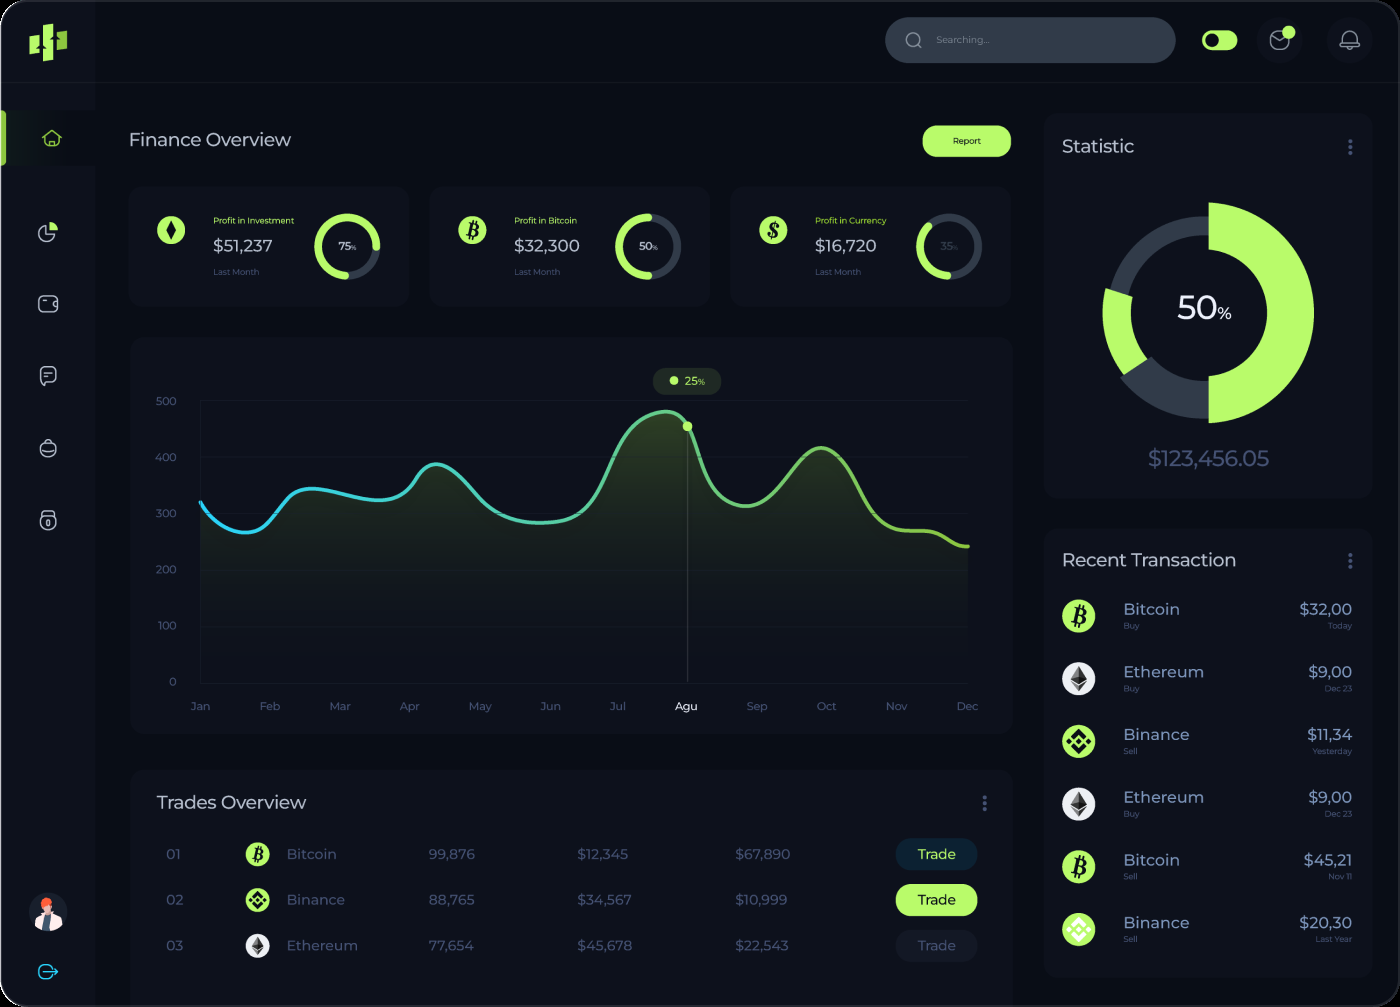 Searching...
Finance Overview
Report
Profit in Investment
$51,237
Last Month
75%
Profit in Bitcoin
$32,300
Last Month
50%
Profit in Currency
$16,720
Last Month
35%
25%
500
400
300
200
100
0
Jan Feb Mar Apr May Jun Jul Agu Sep Oct Nov Dec
Trades Overview
01 Bitcoin 99,876 $12,345 $67,890 Trade
02 Binance 88,765 $34,567 $10,999 Trade
03 Ethereum 77,654 $45,678 $22,543 Trade
Statistic
50%
$123,456.05
Recent Transaction
Bitcoin $32,00
Buy Today
Ethereum $9,00
Buy Dec 23
Binance $11,34
Sell Yesterday
Ethereum $9,00
Buy Dec 23
Bitcoin $45,21
Sell Nov 11
Binance $20,30
Sell Last Year